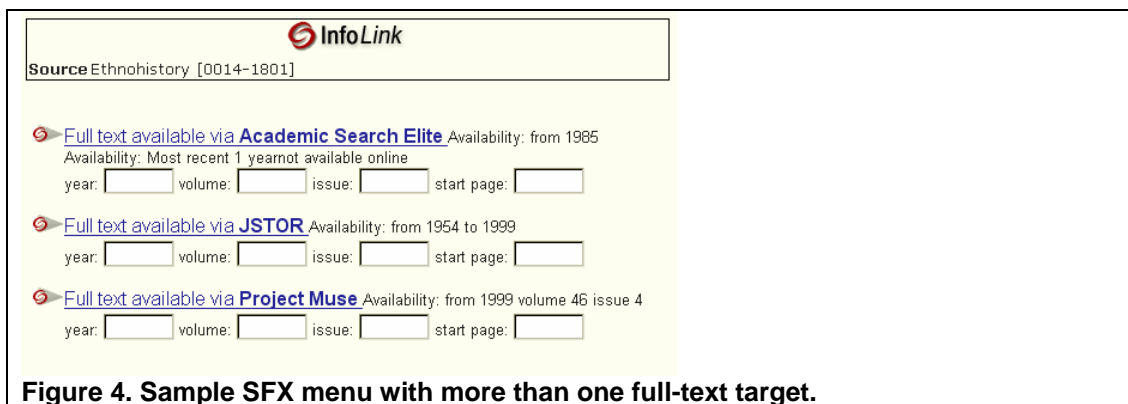 InfoLink
Source Ethnohistory [0014-1801]
Full text available via Academic Search Elite Availability: from 1985
Availability: Most recent 1 yearnot available online
year: volume: issue: start page:
Full text available via JSTOR Availability: from 1954 to 1999
year: volume: issue: start page:
Full text available via Project Muse Availability: from 1999 volume 46 issue 4
year: volume: issue: start page:
Figure 4. Sample SFX menu with more than one full-text target.